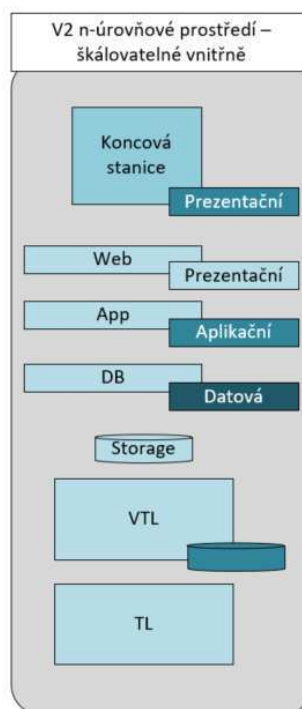 V2 n-úrovňové prostředí –
škálovatelné vnitřně
Koncová
stanice
Prezentační
Web
Prezentační
App
Aplikační
DB
Datová
Storage
VTL
TL